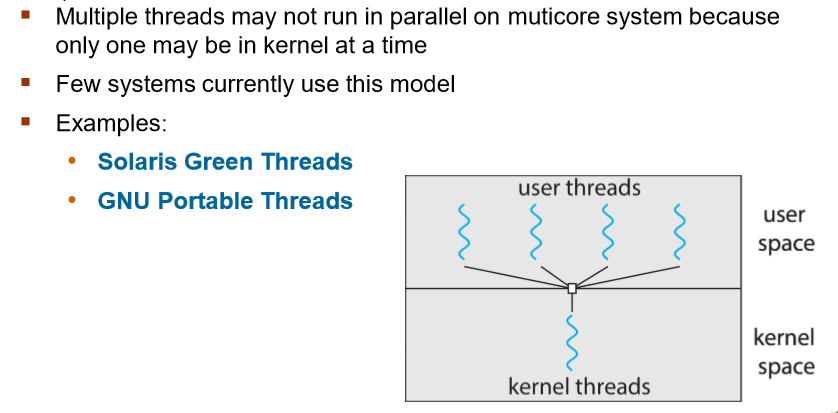 Multiple threads may not run in parallel on muticore system because
only one may be in kernel at a time
Few systems currently use this model
Examples:
Solaris Green Threads
GNU Portable Threads
user threads
user
space
kernel
space
kernel threads